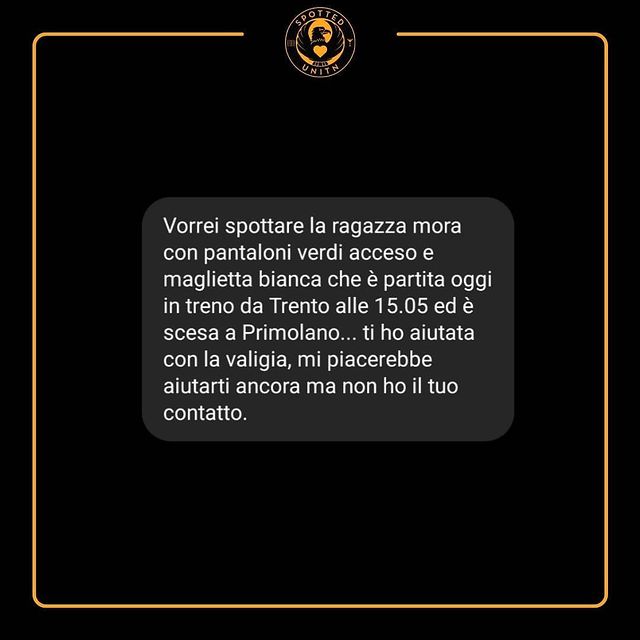 SPOTTED
UNITN
Vorrei spottare la ragazza mora
con pantaloni verdi acceso e
maglietta bianca che è partita oggi
in treno da Trento alle 15.05 ed è
scesa a Primolano... ti ho aiutata
con la valigia, mi piacerebbe
aiutarti ancora ma non ho il tuo
contatto.